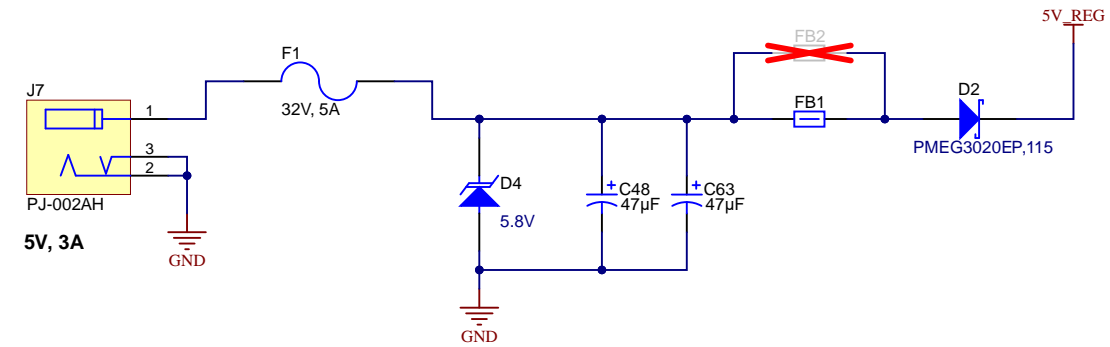 5V_REG
FB2
F1
J7
D2
1
32V, 5A
FB1
PMEG3020EP,115
3
2
D4
+
C48
+
C63
47µF
47µF
PJ-002AH
5.8V
5V, 3A
GND
GND